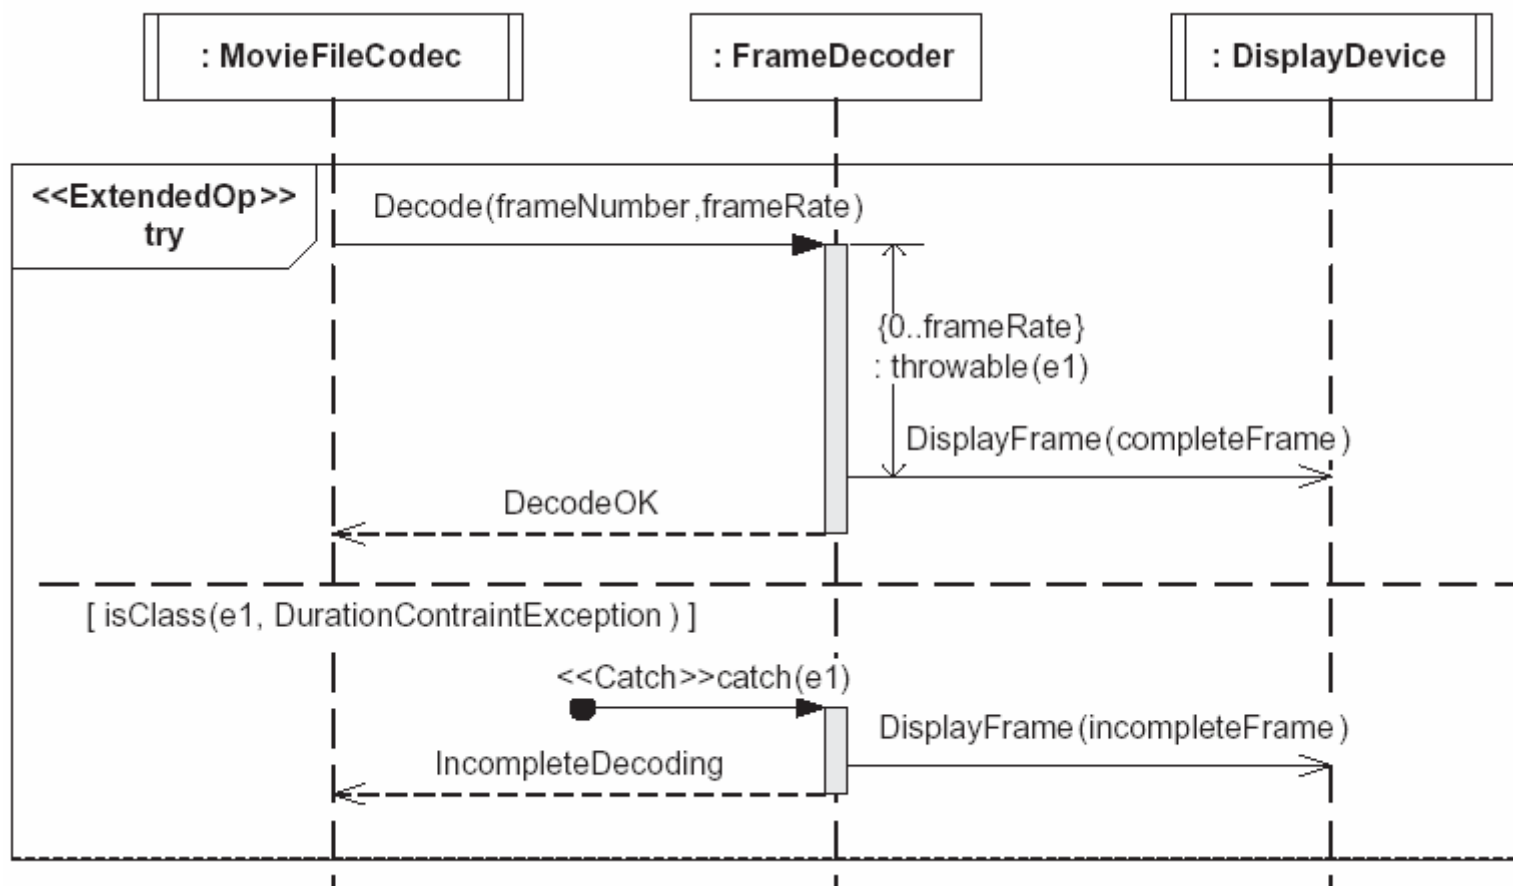 : MovieFileCodec
: FrameDecoder
: DisplayDevice
<<ExtendedOp>>
try
Decode(frameNumber,frameRate)
{0..frameRate}
: throwable(e1)
DisplayFrame(completeFrame)
DecodeOK
[ isClass(e1, DurationContraintException ) ]
<<Catch>>catch(e1)
DisplayFrame(incompleteFrame)
IncompleteDecoding